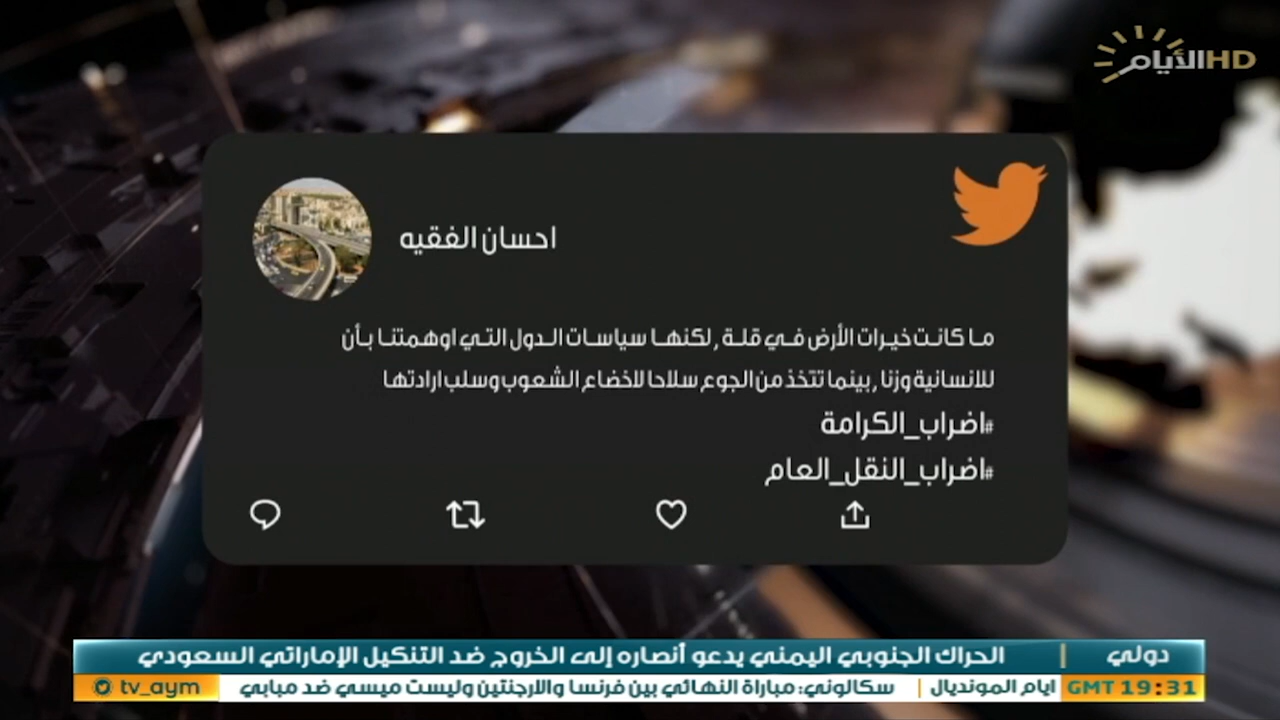 الأيام HD
احسان الفقيه
ما كانت خيرات الأرض في قلة , لكنها سياسات الدول التي اوهمتنا بأن
للانسانية وزنا , بينما تتخذ من الجوع سلاحا لاخضاع الشعوب وسلب ارادتها
#اضراب_الكرامة
#اضراب_النقل_العام
دولي | الحراك الجنوبي اليمني يدعو أنصاره إلى الخروج ضد التنكيل الإماراتي السعودي
GMT 19:31 ايام المونديال | سكالوني: مباراة النهائي بين فرنسا والارجنتين وليست ميسي ضد مبابي tv_aym